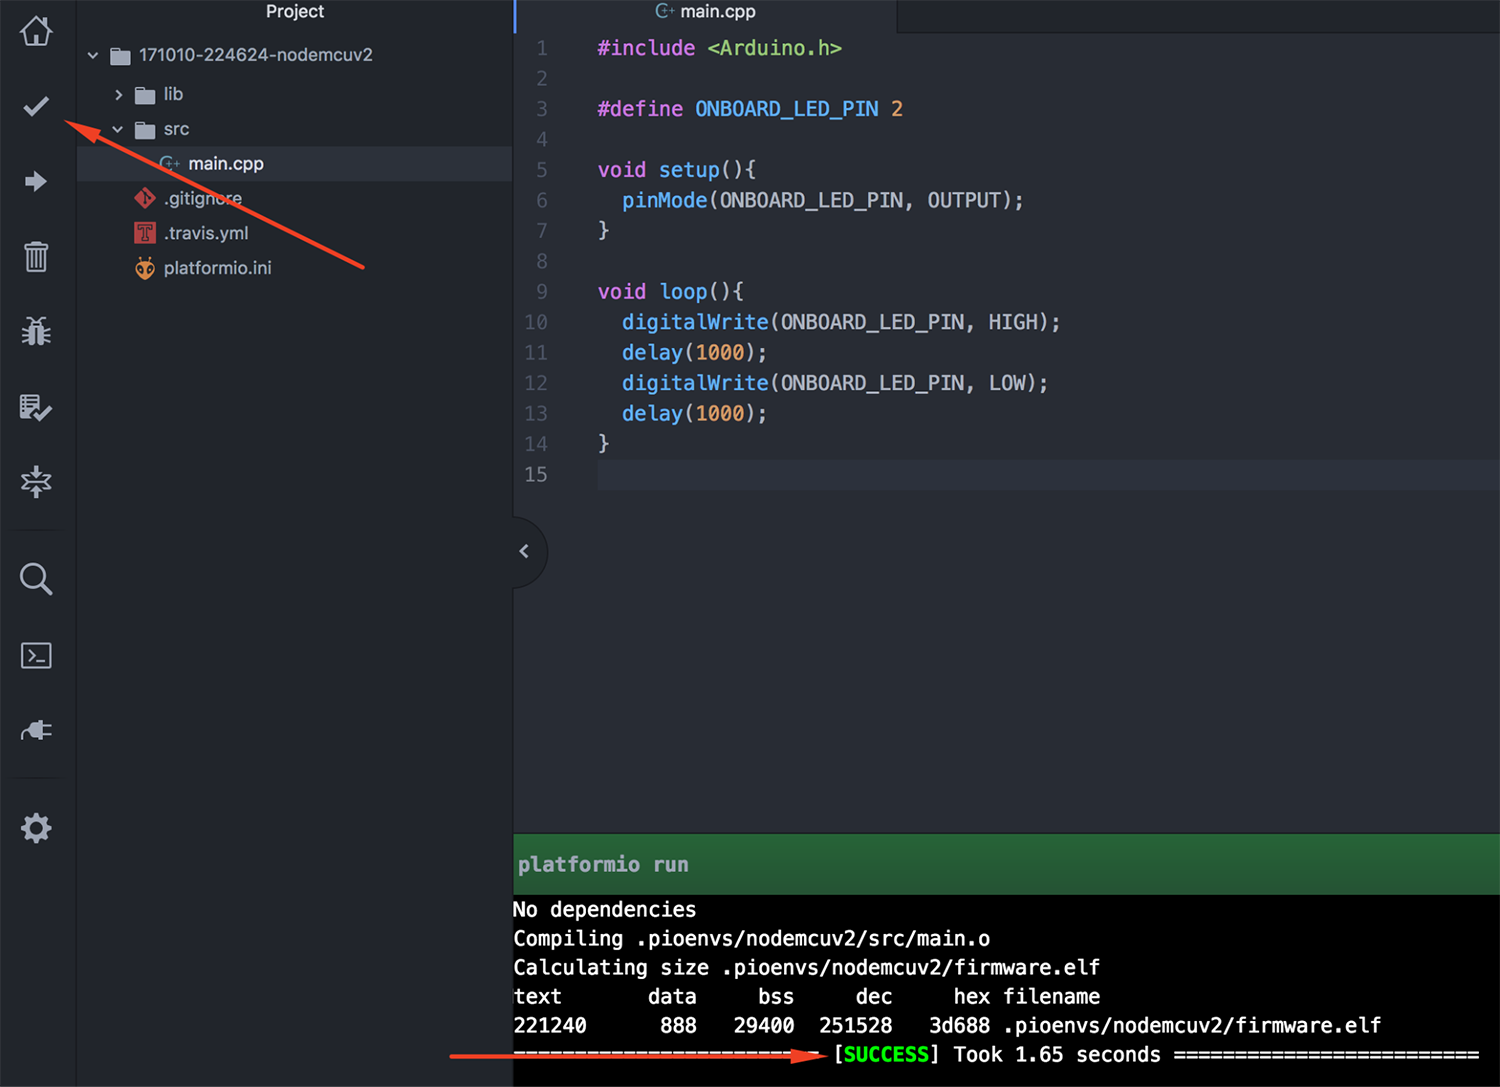 Project
171010-224624-nodemcuv2
lib
src
main.cpp
.gitignore
.travis.yml
platformio.ini
main.cpp
1 #include <Arduino.h>
2
3 #define ONBOARD_LED_PIN 2
4
5 void setup(){
6 pinMode(ONBOARD_LED_PIN, OUTPUT);
7 }
8
9 void loop(){
10 digitalWrite(ONBOARD_LED_PIN, HIGH);
11 delay(1000);
12 digitalWrite(ONBOARD_LED_PIN, LOW);
13 delay(1000);
14 }
15
platformio run
No dependencies
Compiling .pioenvs/nodemcuv2/src/main.o
Calculating size .pioenvs/nodemcuv2/firmware.elf
text data bss dec hex filename
221240 888 29400 251528 3d688 .pioenvs/nodemcuv2/firmware.elf
========================= [SUCCESS] Took 1.65 seconds =========================